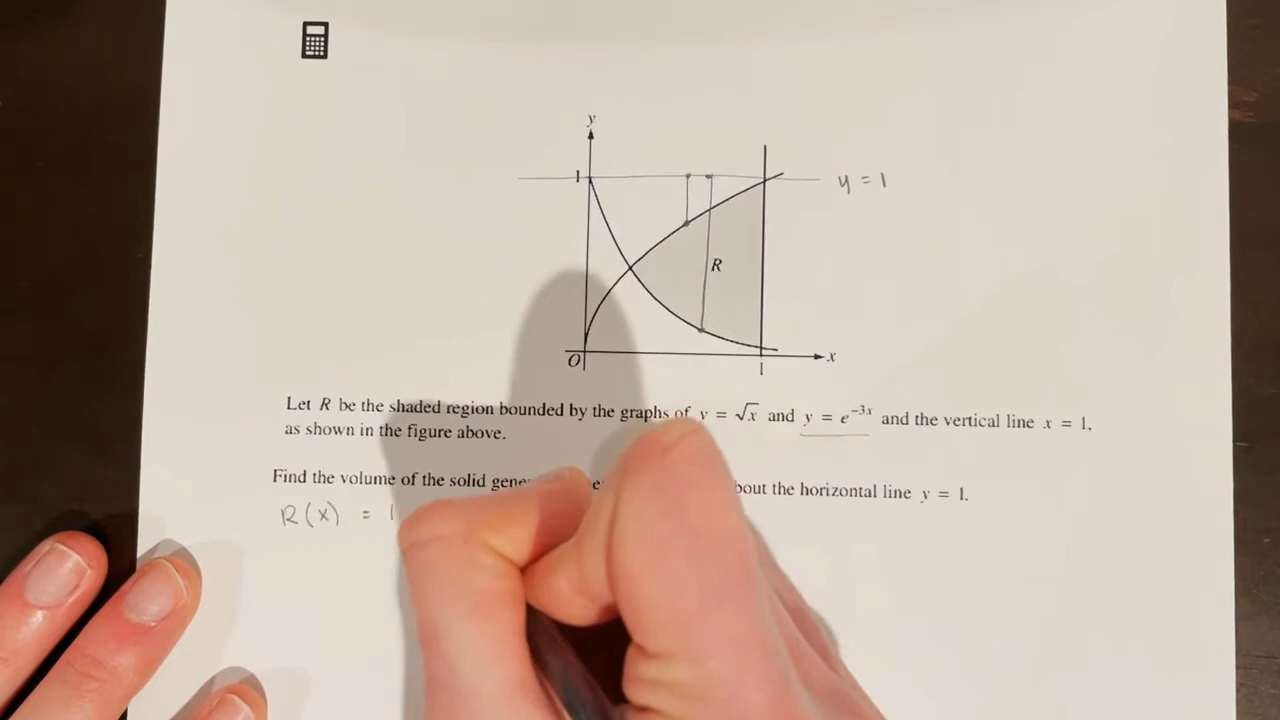 y
1
y = 1
R
O
1
x
Let R be the shaded region bounded by the graphs of y = √x and y = e^{-3x} and the vertical line x = 1,
as shown in the figure above.
Find the volume of the solid bout the horizontal line y = 1.
R(x) = 1